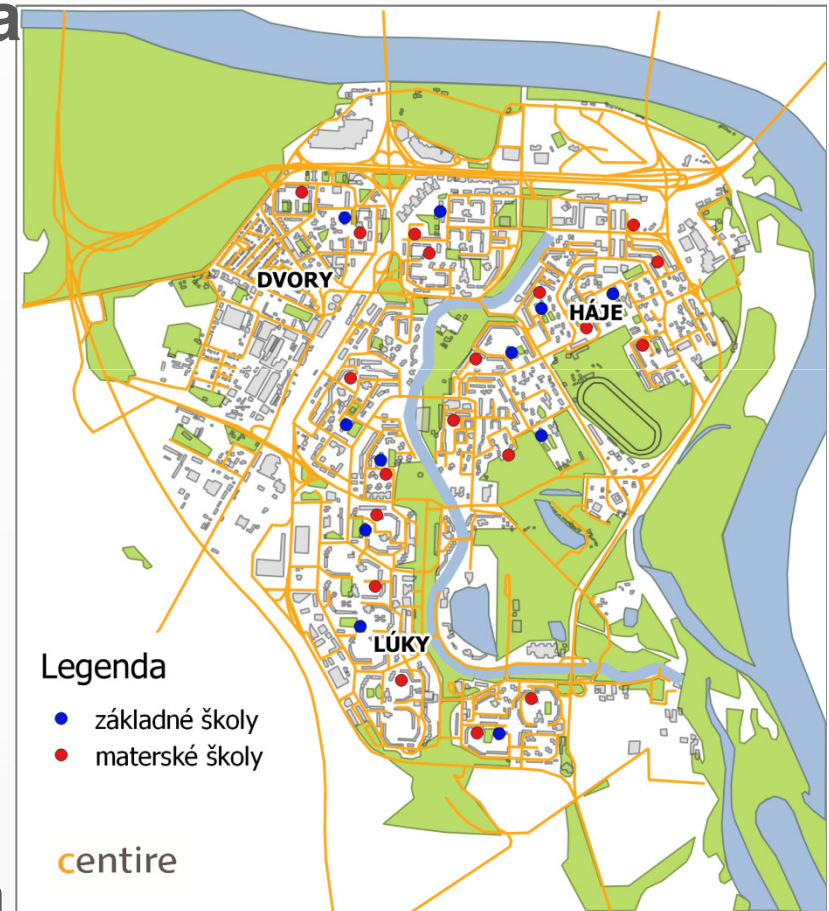 a
DVORY
HÁJE
LÚKY
Legenda
základné školy
materské školy
centire